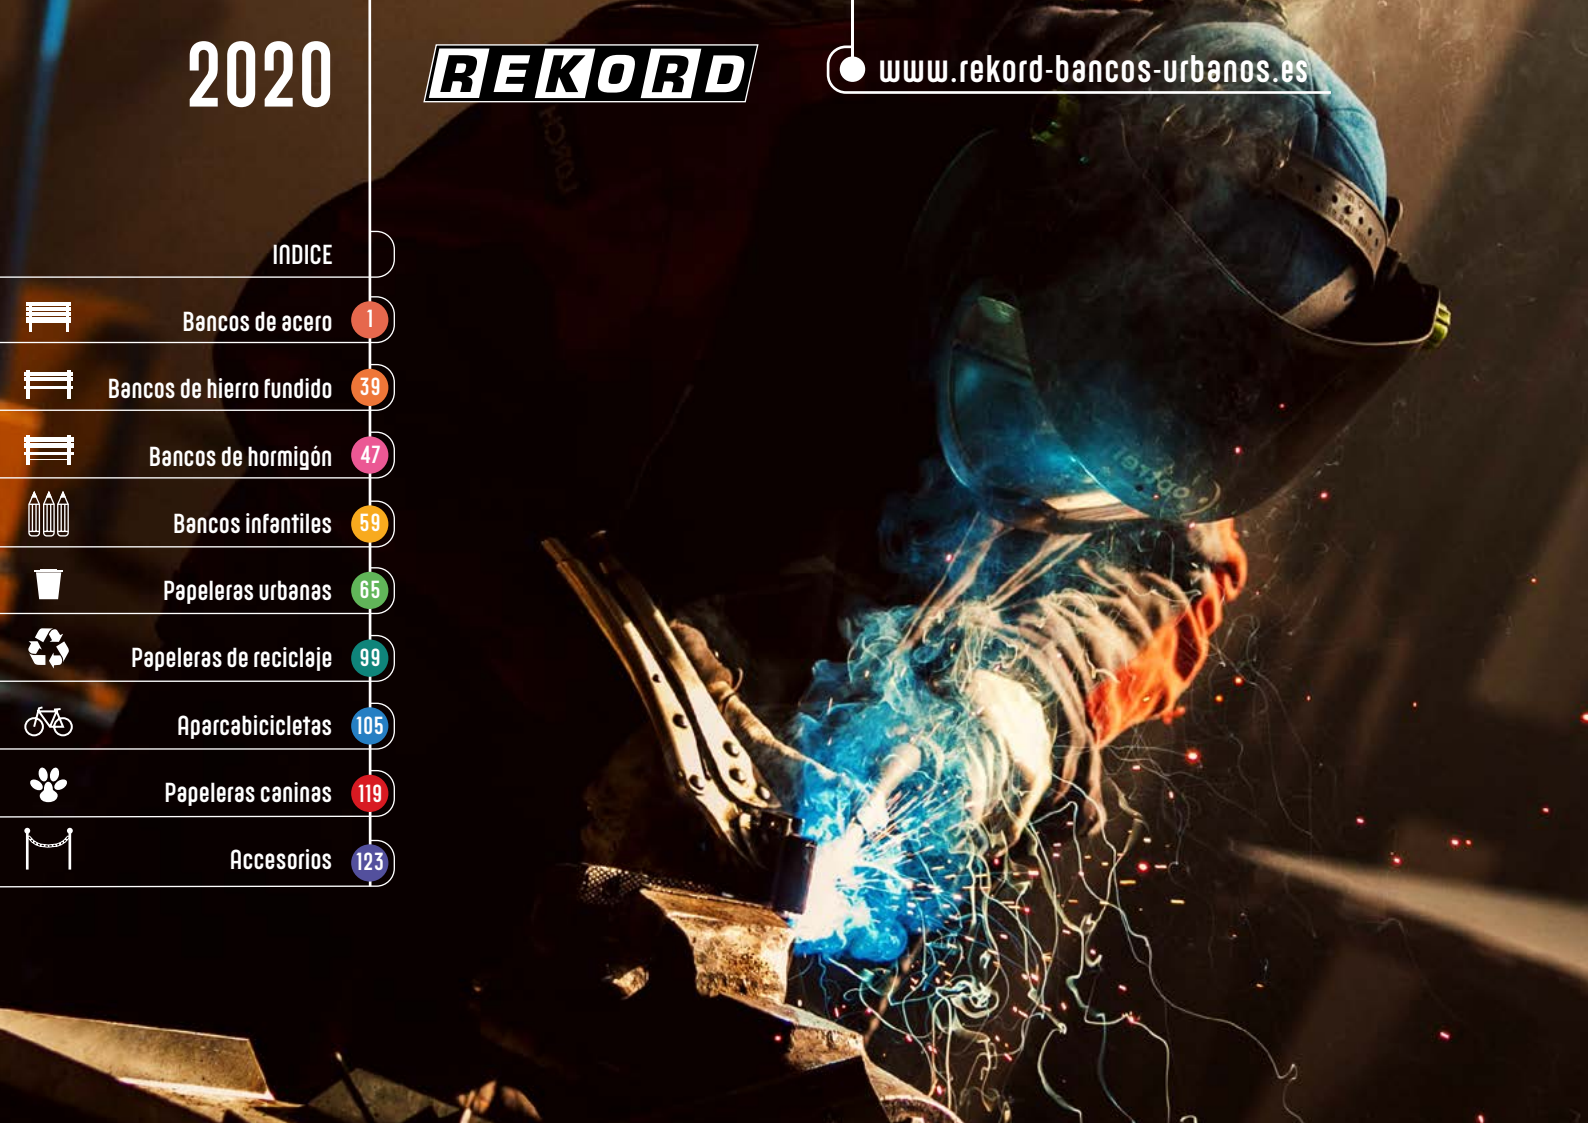 2020
REKORD
www.rekord-bancos-urbanos.es
INDICE
Bancos de acero 1
Bancos de hierro fundido 39
Bancos de hormigón 47
Bancos infantiles 59
Papeleras urbanas 65
Papeleras de reciclaje 99
Aparcabicicletas 105
Papeleras caninas 119
Accesorios 123